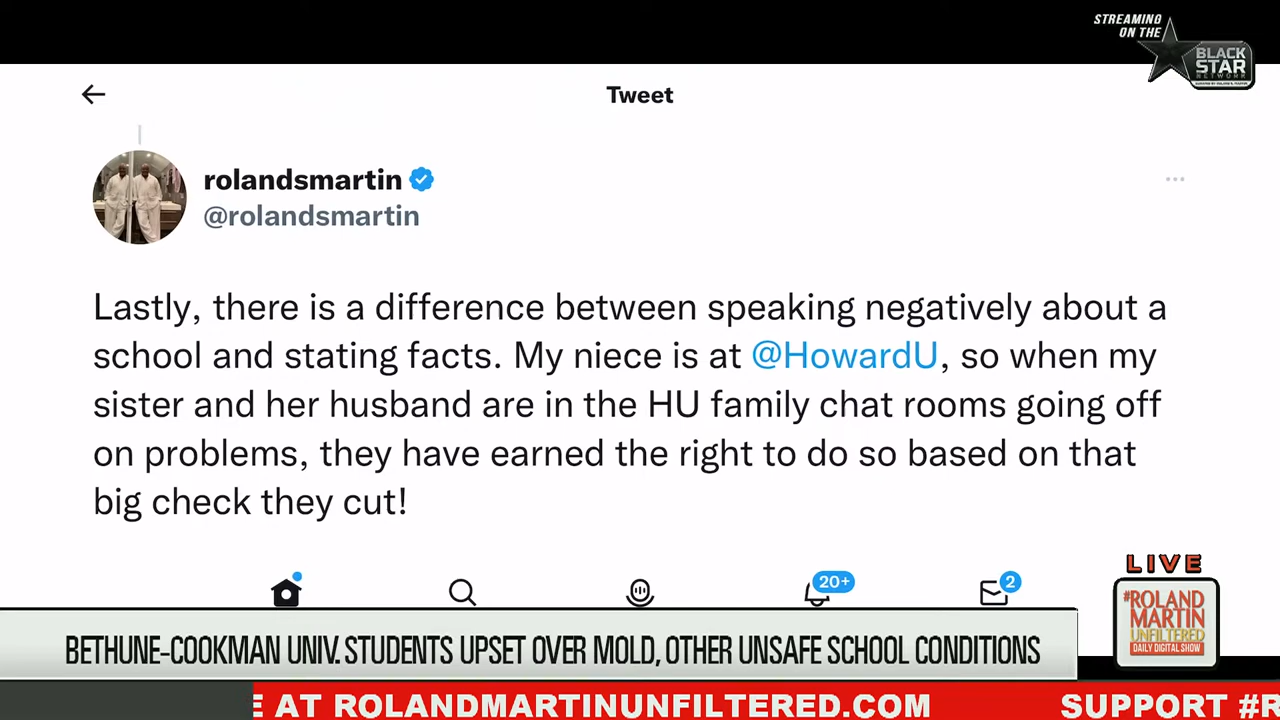 STREAMING
ON THE
BLACK
STAR
NETWORK
Tweet
rolandsmartin
@rolandsmartin
Lastly, there is a difference between speaking negatively about a
school and stating facts. My niece is at @HowardU, so when my
sister and her husband are in the HU family chat rooms going off
on problems, they have earned the right to do so based on that
big check they cut!
20+
2
LIVE
#ROLAND
MARTIN
UNFILTERED
DAILY DIGITAL SHOW
BETHUNE-COOKMAN UNIV. STUDENTS UPSET OVER MOLD, OTHER UNSAFE SCHOOL CONDITIONS
E AT ROLANDMARTINUNFILTERED.COM SUPPORT #R